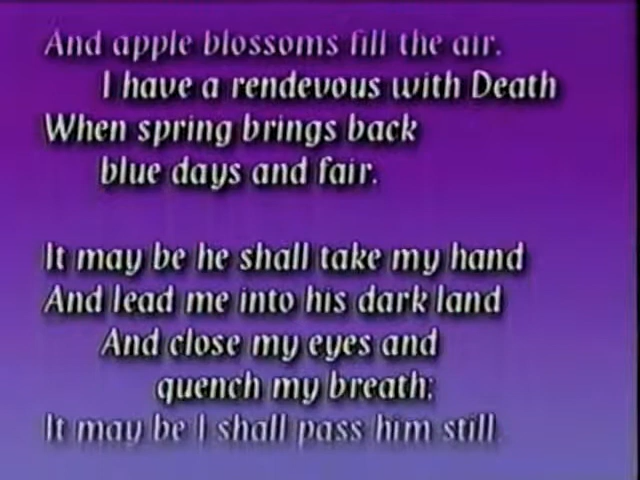 And apple blossoms fill the air.
I have a rendevous with Death
When spring brings back
blue days and fair.
It may be he shall take my hand
And lead me into his dark land
And close my eyes and
quench my breath;
It may be I shall pass him still.